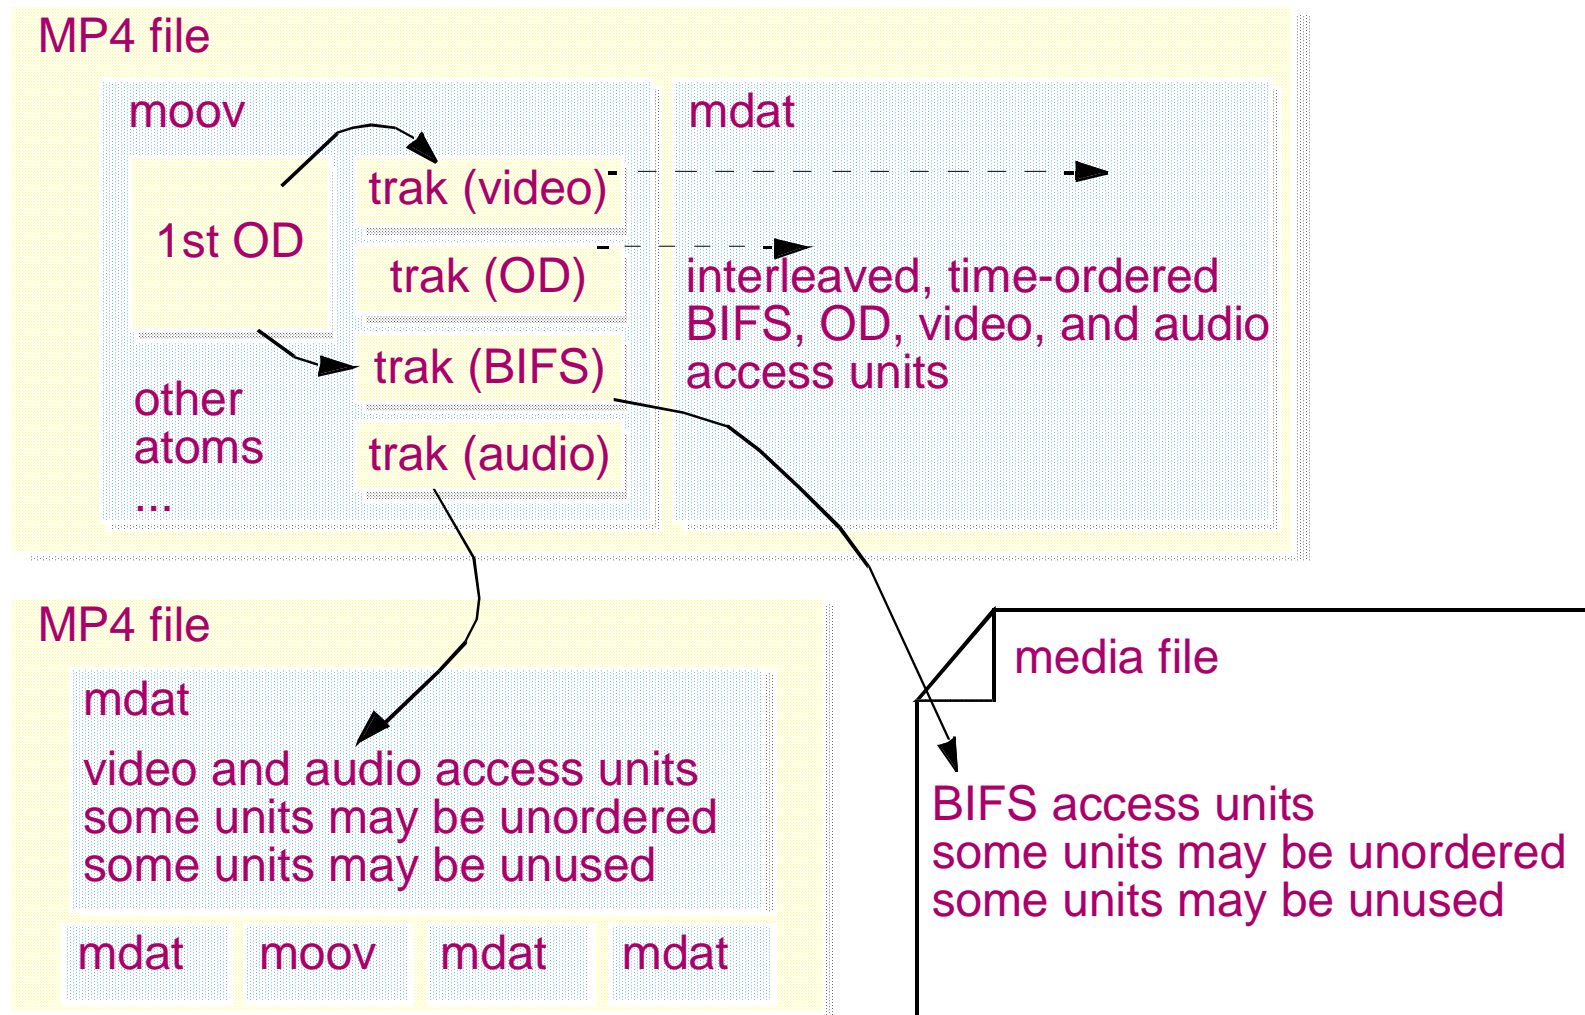 MP4 file
moov
1st OD
other
atoms
...
trak (video)
trak (OD)
trak (BIFS)
trak (audio)
mdat
interleaved, time-ordered
BIFS, OD, video, and audio
access units
MP4 file
mdat
video and audio access units
some units may be unordered
some units may be unused
mdat
moov
mdat
mdat
media file
BIFS access units
some units may be unordered
some units may be unused